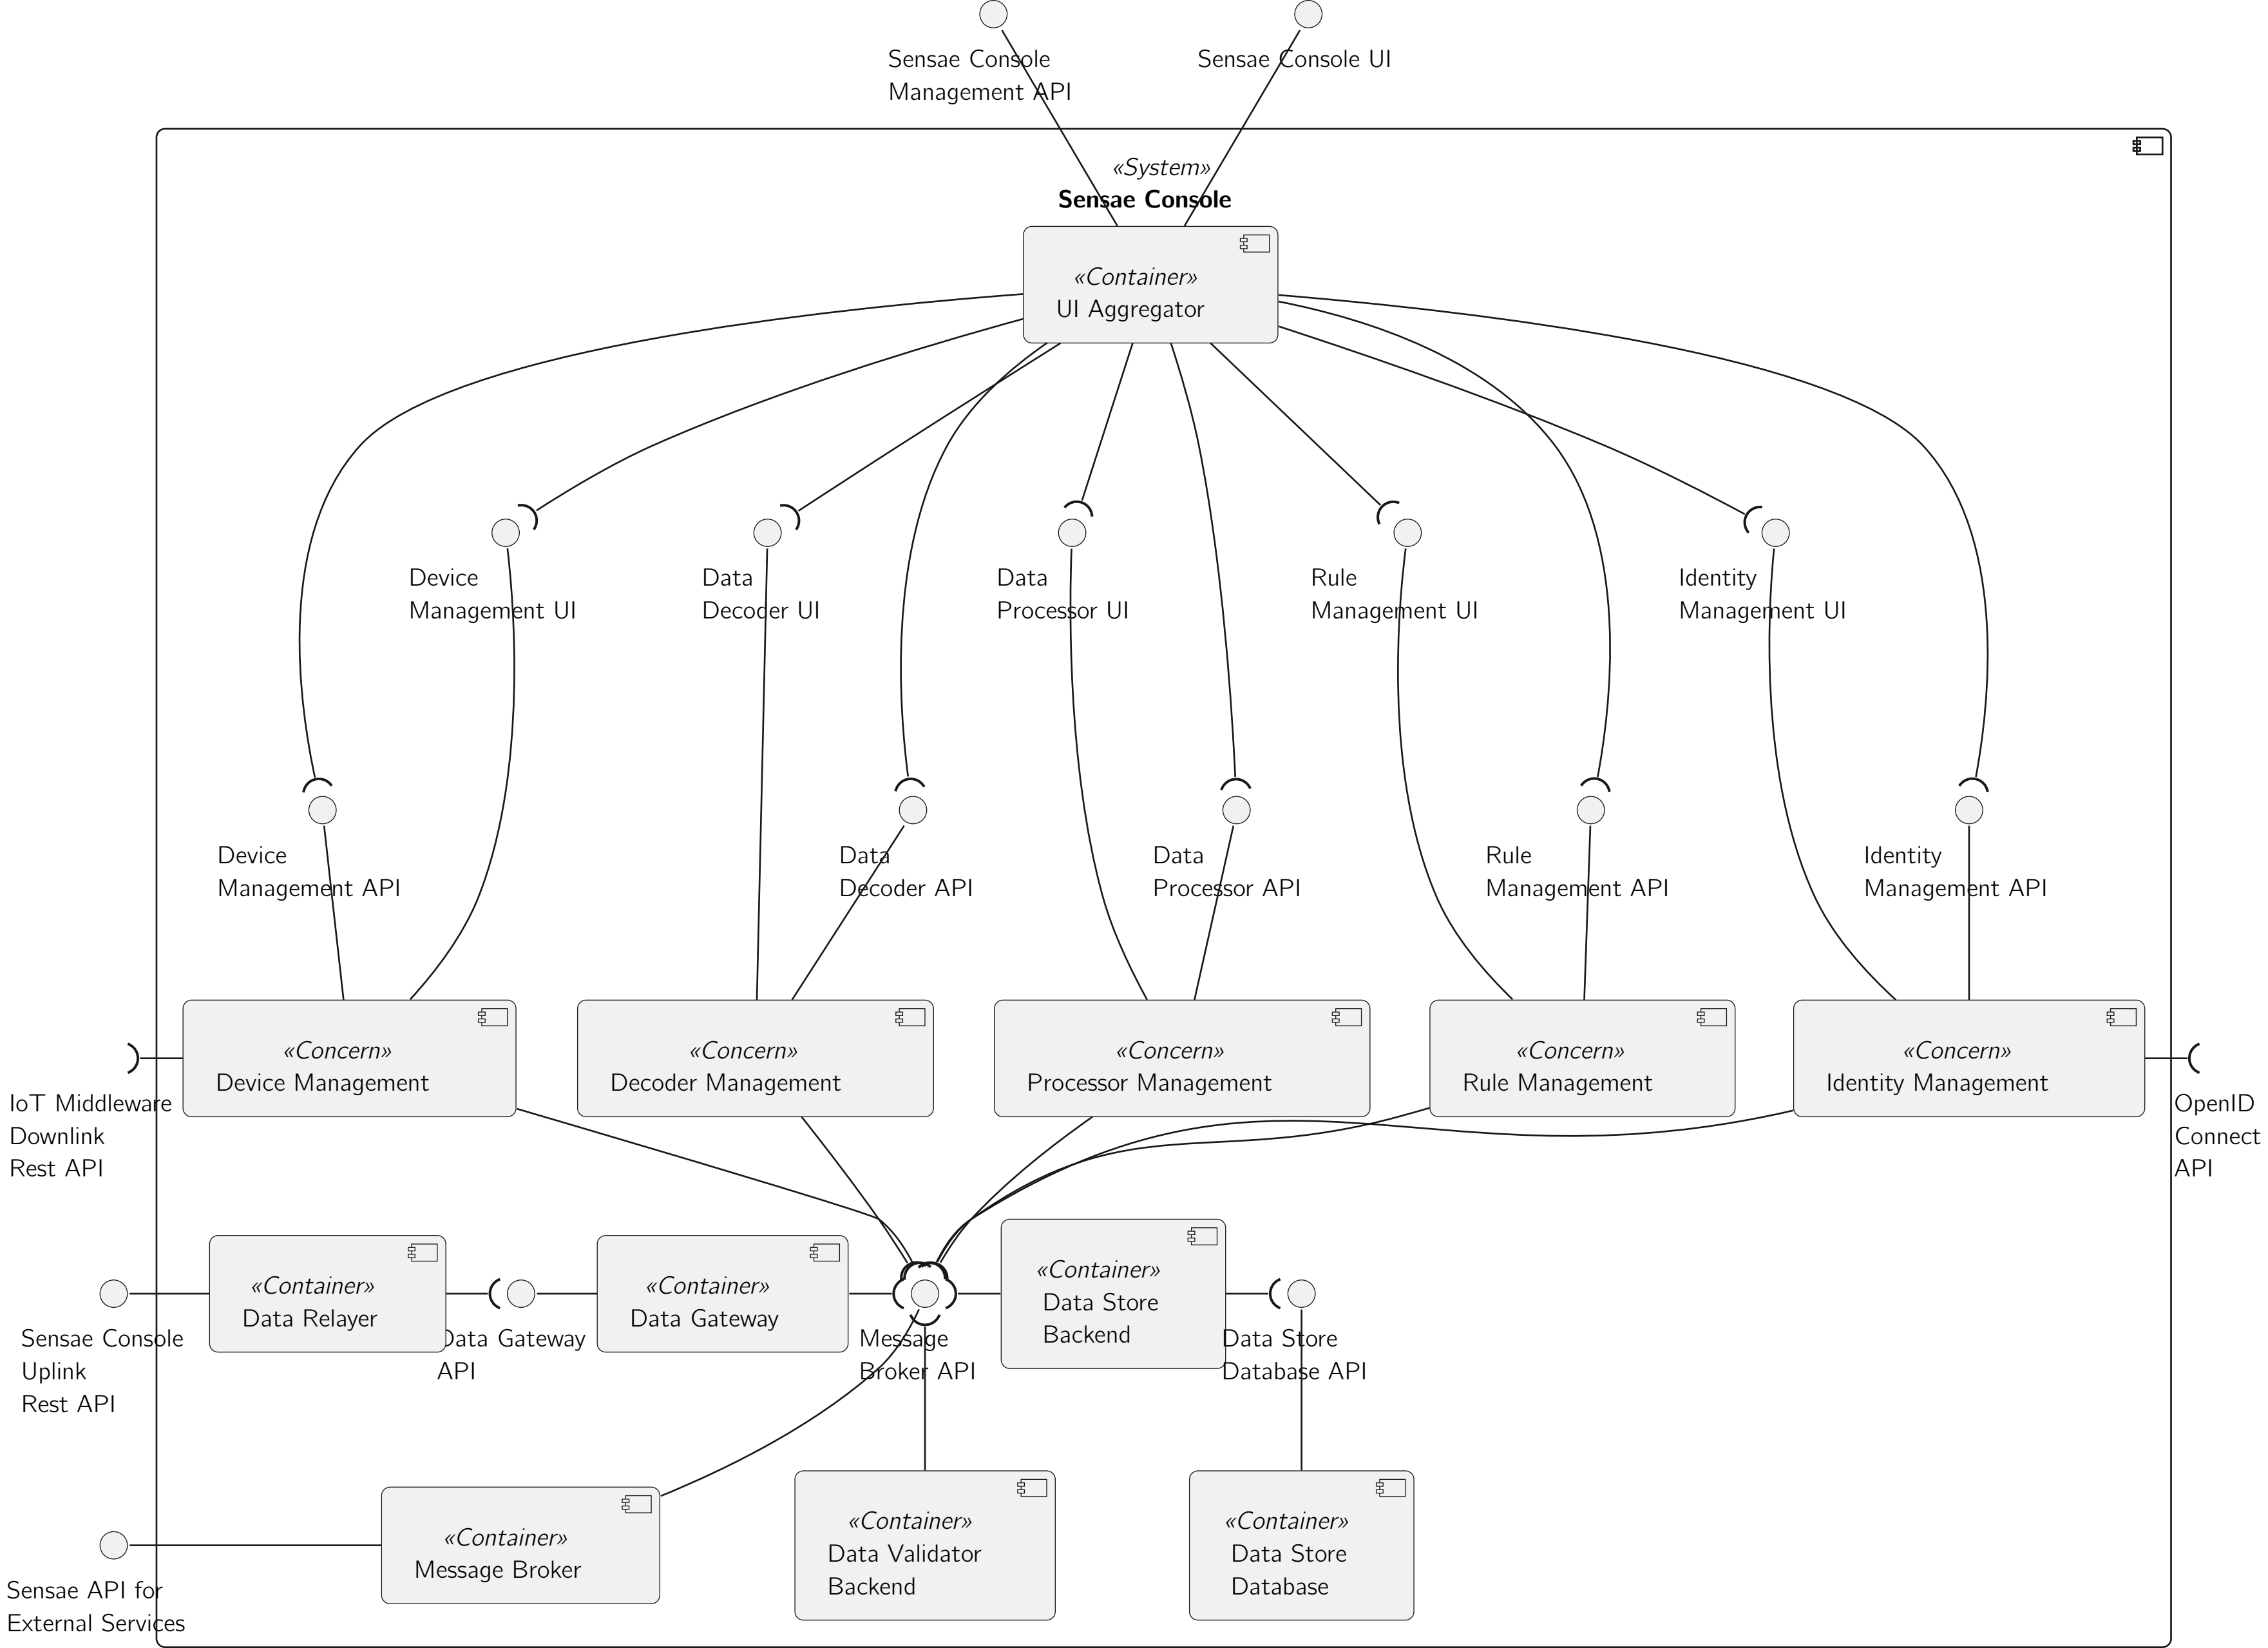 Sensae Console
Management API
Sensae Console UI
«System»
Sensae Console
«Container»
UI Aggregator
Device
Management UI
Data
Decoder UI
Data
Processor UI
Rule
Management UI
Identity
Management UI
Device
Management API
Data
Decoder API
Data
Processor API
Rule
Management API
Identity
Management API
«Concern»
Device Management
«Concern»
Decoder Management
«Concern»
Processor Management
«Concern»
Rule Management
«Concern»
Identity Management
IoT Middleware
Downlink
Rest API
OpenID
Connect
API
«Container»
Data Relayer
«Container»
Data Gateway
«Container»
Data Store
Backend
Sensae Console
Uplink
Rest API
Data Gateway
API
Message
Broker API
Data Store
Database API
«Container»
Message Broker
«Container»
Data Validator
Backend
«Container»
Data Store
Database
Sensae API for
External Services